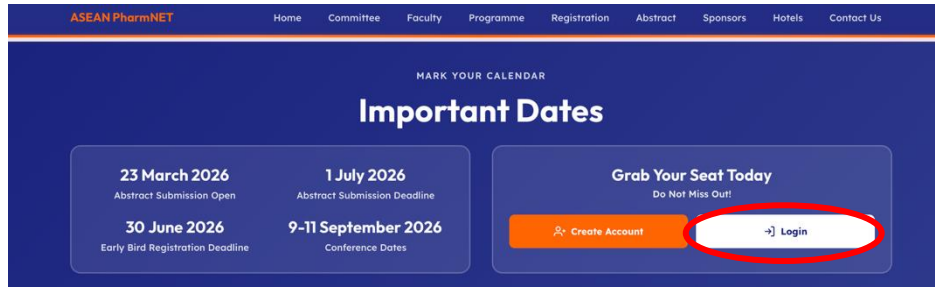 ASEAN PharmNET Home Committee Faculty Programme Registration Abstract Sponsors Hotels Contact Us
MARK YOUR CALENDAR
Important Dates
23 March 2026
Abstract Submission Open
1 July 2026
Abstract Submission Deadline
30 June 2026
Early Bird Registration Deadline
9-11 September 2026
Conference Dates
Grab Your Seat Today
Do Not Miss Out!
Create Account
Login